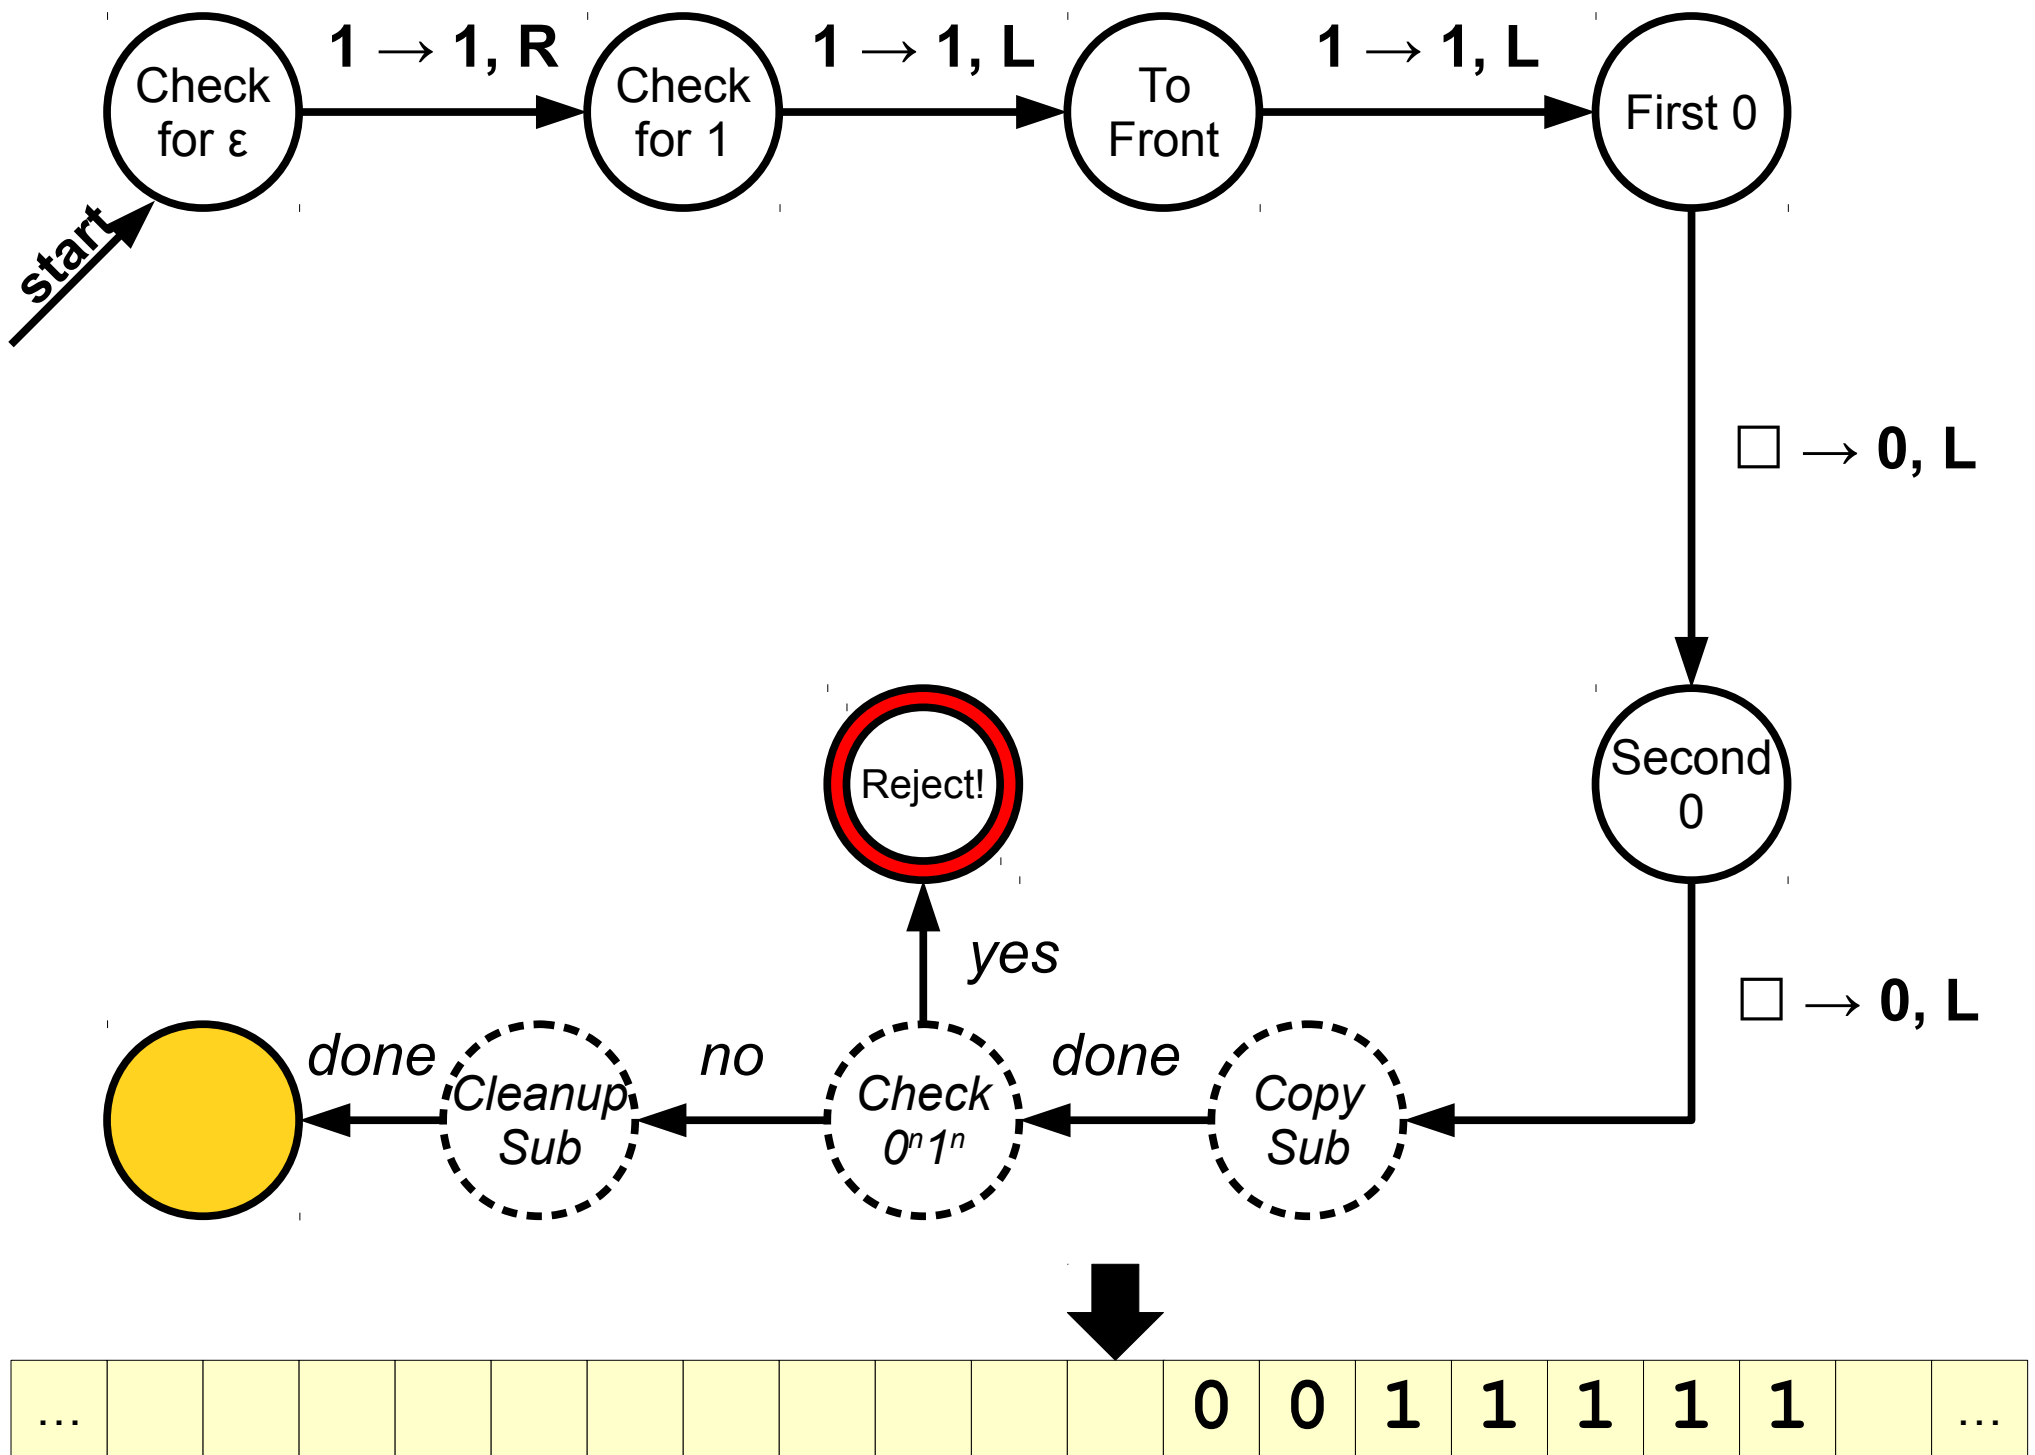 1 → 1, R
1 → 1, L
1 → 1, L
Check
for ε
Check
for 1
To
Front
First 0
start
□ → 0, L
Second
0
Reject!
yes
□ → 0, L
done
no
done
Cleanup
Sub
Check
0ⁿ1ⁿ
Copy
Sub
... 0 0 1 1 1 1 1 ...